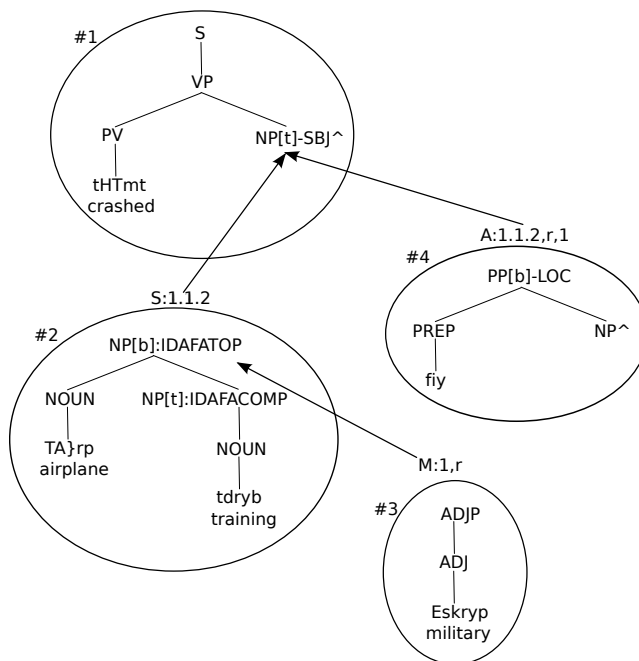 #1
S
VP
PV
NP[t]-SBJ^
tHTmt
crashed
A:1.1.2,r,1
#4
PP[b]-LOC
PREP
NP^
fiy
S:1.1.2
#2
NP[b]:IDAFATOP
NOUN
NP[t]:IDAFACOMP
TA}rp
airplane
NOUN
tdryb
training
M:1,r
#3
ADJP
ADJ
Eskryp
military